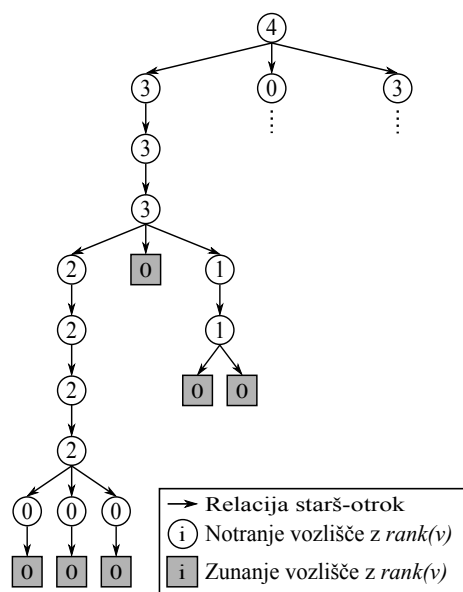 4
3 0 3
3
3
2 0 1
2 1
2 0 0
2
0 0 0
0 0 0
Relacija starš-otrok
i Notranje vozlišče z rank(v)
i Zunanje vozlišče z rank(v)